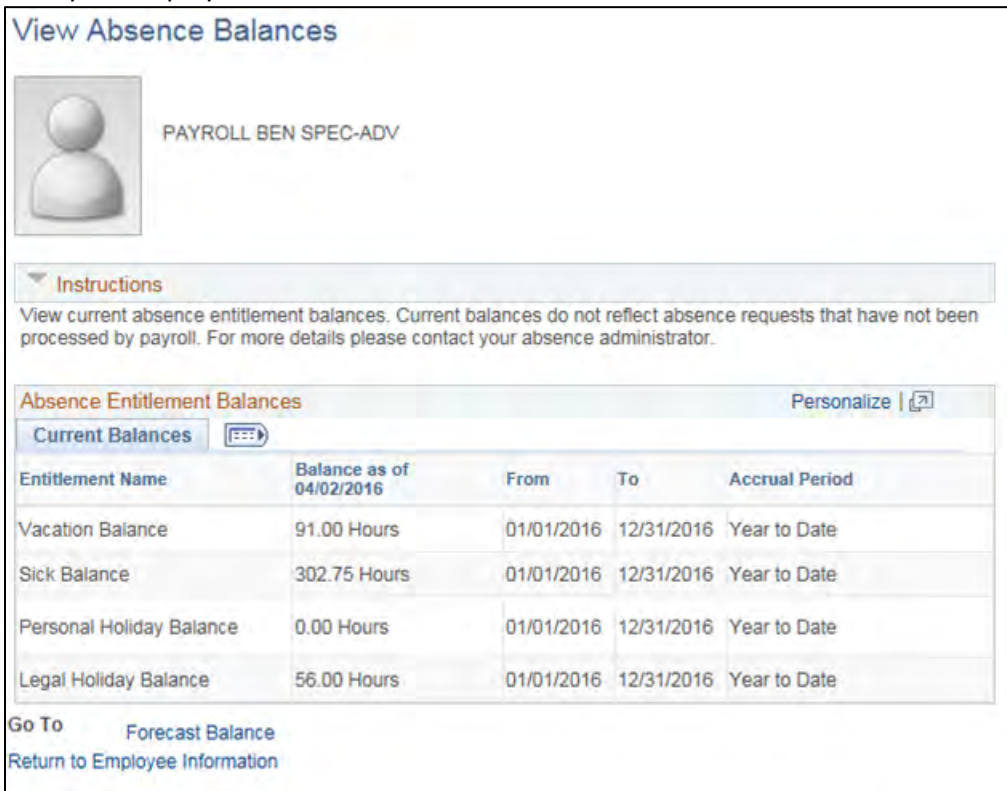 View Absence Balances
PAYROLL BEN SPEC-ADV
Instructions
View current absence entitlement balances. Current balances do not reflect absence requests that have not been
processed by payroll. For more details please contact your absence administrator.
Absence Entitlement Balances Personalize |
Current Balances
Entitlement Name Balance as of 04/02/2016 From To Accrual Period
Vacation Balance 91.00 Hours 01/01/2016 12/31/2016 Year to Date
Sick Balance 302.75 Hours 01/01/2016 12/31/2016 Year to Date
Personal Holiday Balance 0.00 Hours 01/01/2016 12/31/2016 Year to Date
Legal Holiday Balance 56.00 Hours 01/01/2016 12/31/2016 Year to Date
Go To Forecast Balance
Return to Employee Information